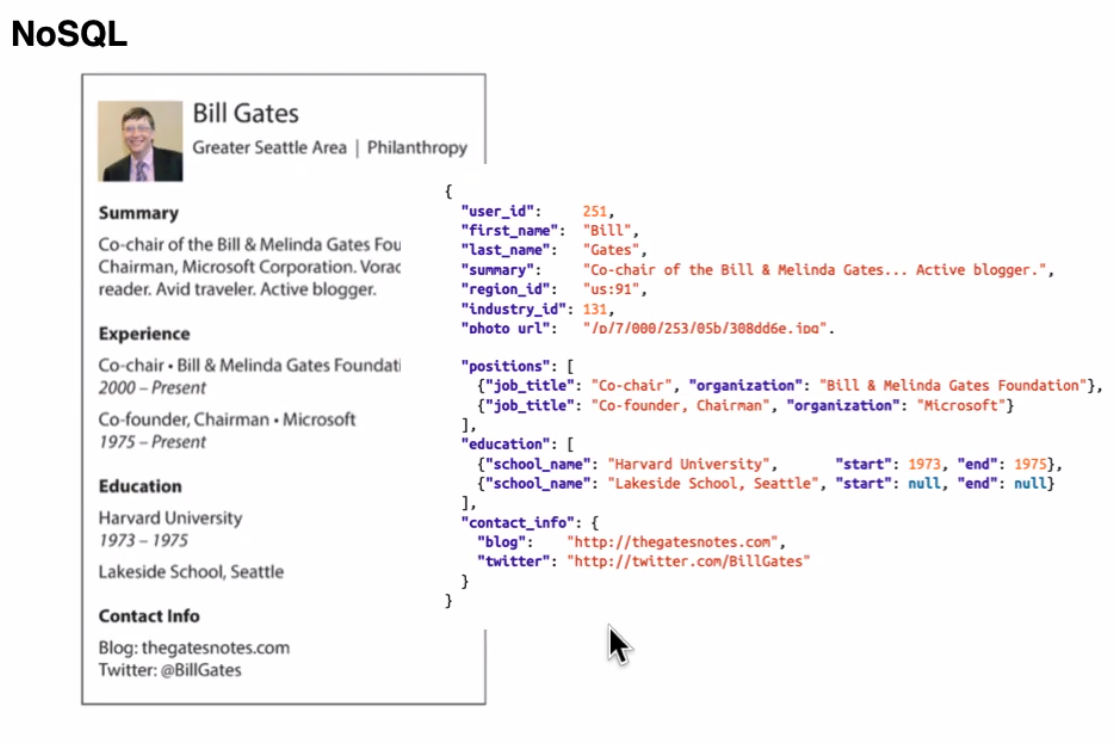 NoSQL
Bill Gates
Greater Seattle Area | Philanthropy
Summary
Co-chair of the Bill & Melinda Gates Fou
Chairman, Microsoft Corporation. Vorac
reader. Avid traveler. Active blogger.
Experience
Co-chair • Bill & Melinda Gates Foundati
2000 – Present
Co-founder, Chairman • Microsoft
1975 – Present
Education
Harvard University
1973 – 1975
Lakeside School, Seattle
Contact Info
Blog: thegatesnotes.com
Twitter: @BillGates
{
"user_id": 251,
"first_name": "Bill",
"last_name": "Gates",
"summary": "Co-chair of the Bill & Melinda Gates... Active blogger.",
"region_id": "us:91",
"industry_id": 131,
"photo_url": "/p/7/000/253/05b/308dd6e.jpg",
"positions": [
{"job_title": "Co-chair", "organization": "Bill & Melinda Gates Foundation"},
{"job_title": "Co-founder, Chairman", "organization": "Microsoft"}
],
"education": [
{"school_name": "Harvard University", "start": 1973, "end": 1975},
{"school_name": "Lakeside School, Seattle", "start": null, "end": null}
],
"contact_info": {
"blog": "http://thegatesnotes.com",
"twitter": "http://twitter.com/BillGates"
}
}